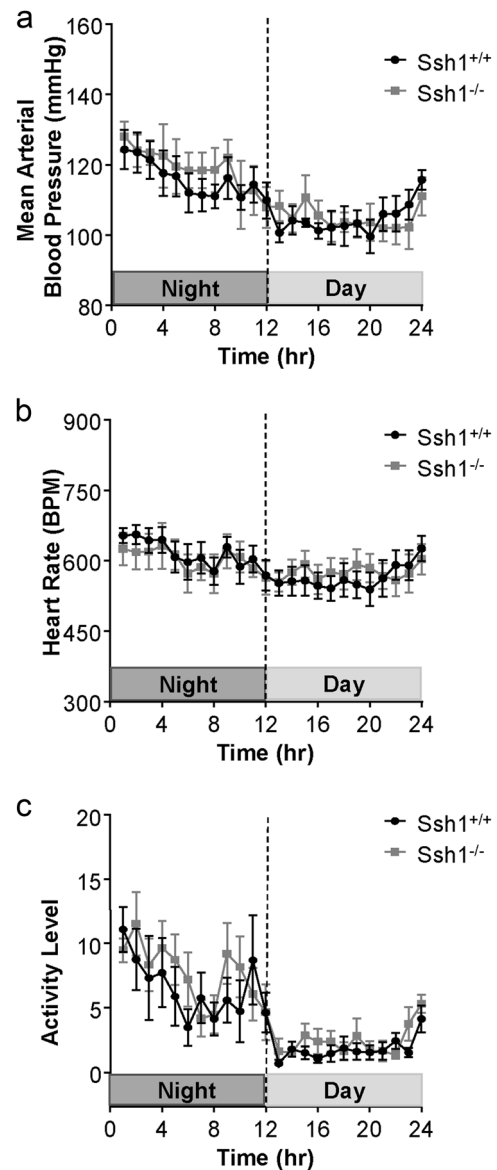 a
Mean Arterial
Blood Pressure (mmHg)
160
140
120
100
80
Ssh1+/+
Ssh1-/-
Night
Day
0 4 8 12 16 20 24
Time (hr)
b
Heart Rate (BPM)
900
750
600
450
300
Ssh1+/+
Ssh1-/-
Night
Day
0 4 8 12 16 20 24
Time (hr)
c
Activity Level
20
15
10
5
0
Ssh1+/+
Ssh1-/-
Night
Day
0 4 8 12 16 20 24
Time (hr)